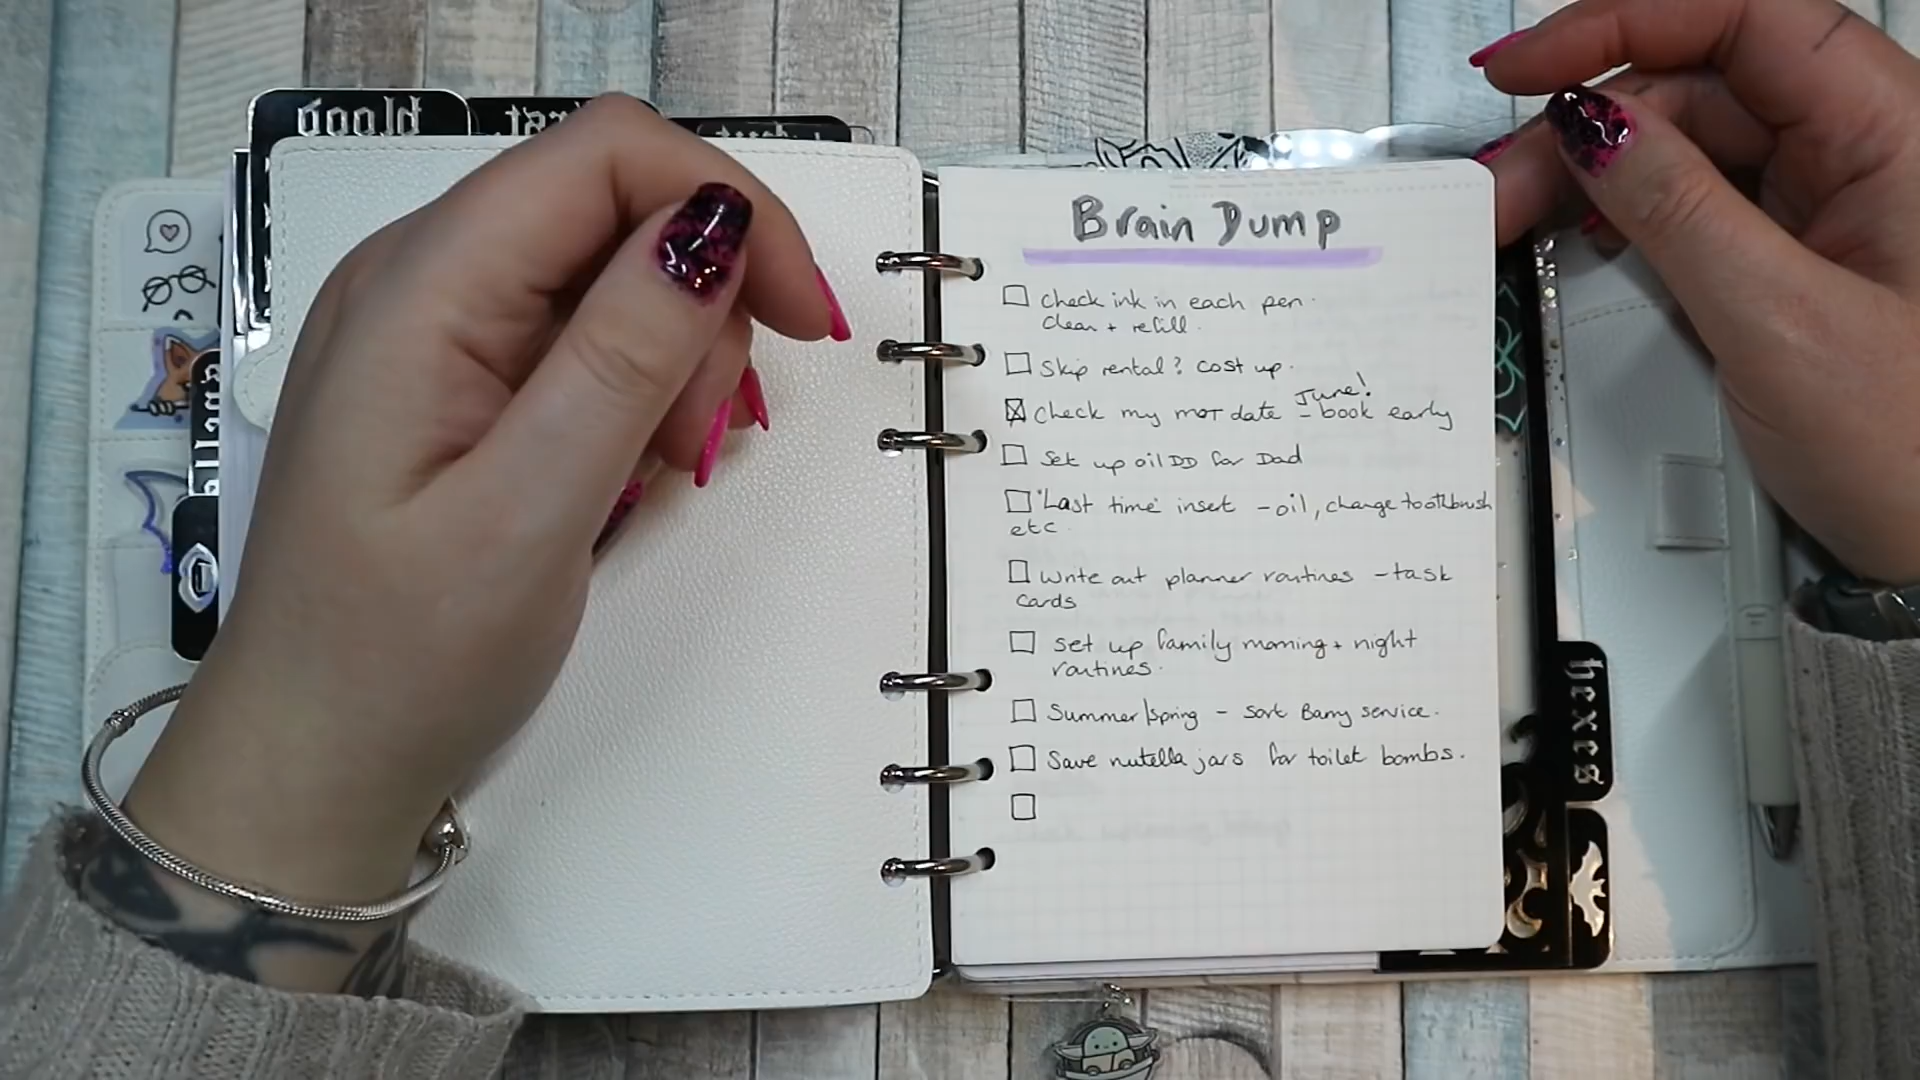 blood
Brain Dump
check ink in each pen.
clean + refill.
Skip rental? cost up.
June!
check my MOT date - book early
Set up oil DD for Dad
"Last time" insert - oil, change toothbrush
etc.
Write out planner routines - task
cards
set up family morning + night
routines.
Summer/spring - sort Barry service.
Save nutella jars for toilet bombs.
hexes